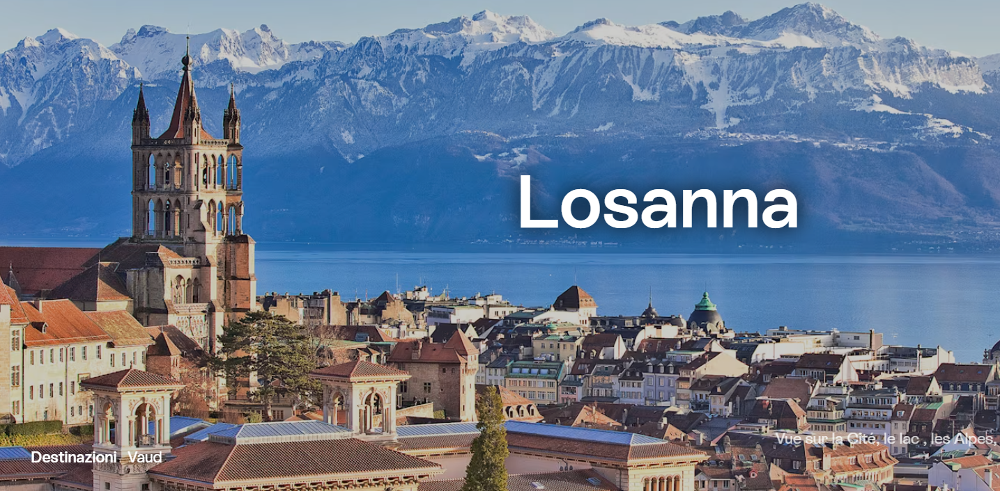 Losanna
Vue sur la Cité, le lac , les Alpes,
Destinazioni Vaud